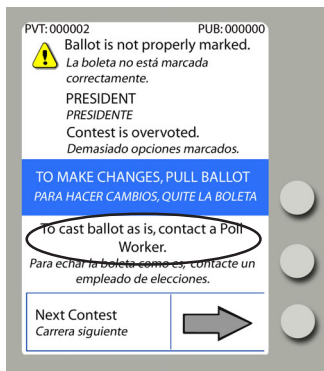 PVT: 000002 PUB: 000000
Ballot is not properly marked.
La boleta no está marcada
correctamente.
PRESIDENT
PRESIDENTE
Contest is overvoted.
Demasiado opciones marcados.
TO MAKE CHANGES, PULL BALLOT
PARA HACER CAMBIOS, QUITE LA BOLETA
To cast ballot as is, contact a Poll
Worker.
Para echar la boleta como es, contacte un
empleado de elecciones.
Next Contest
Carrera siguiente